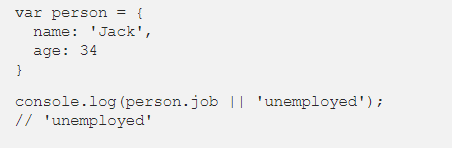 var person = {
  name: 'Jack',
  age: 34
}
console.log(person.job || 'unemployed');
// 'unemployed'